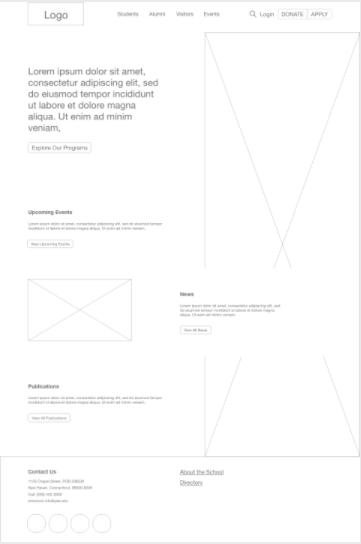 Logo
Students Alumni Visitors Events
Login DONATE APPLY
Lorem ipsum dolor sit amet,
consectetur adipiscing elit, sed
do eiusmod tempor incididunt
ut labore et dolore magna
aliqua. Ut enim ad minim
veniam,
Explore Our Programs
Upcoming Events
Lorem ipsum dolor sit amet, consectetur adipiscing elit, sed do eiusmod tempor
incididunt ut labore et dolore magna aliqua. Ut enim ad minim veniam,
View Upcoming Events
News
Lorem ipsum dolor sit amet, consectetur adipiscing elit,
sed do eiusmod tempor incididunt ut labore et dolore
magna aliqua. Ut enim ad minim veniam,
View All News
Publications
Lorem ipsum dolor sit amet, consectetur adipiscing elit, sed do eiusmod tempor
incididunt ut labore et dolore magna aliqua. Ut enim ad minim veniam,
View All Publications
Contact Us
Chapel Street,
New Haven, Connecticut,
About the School
Directory